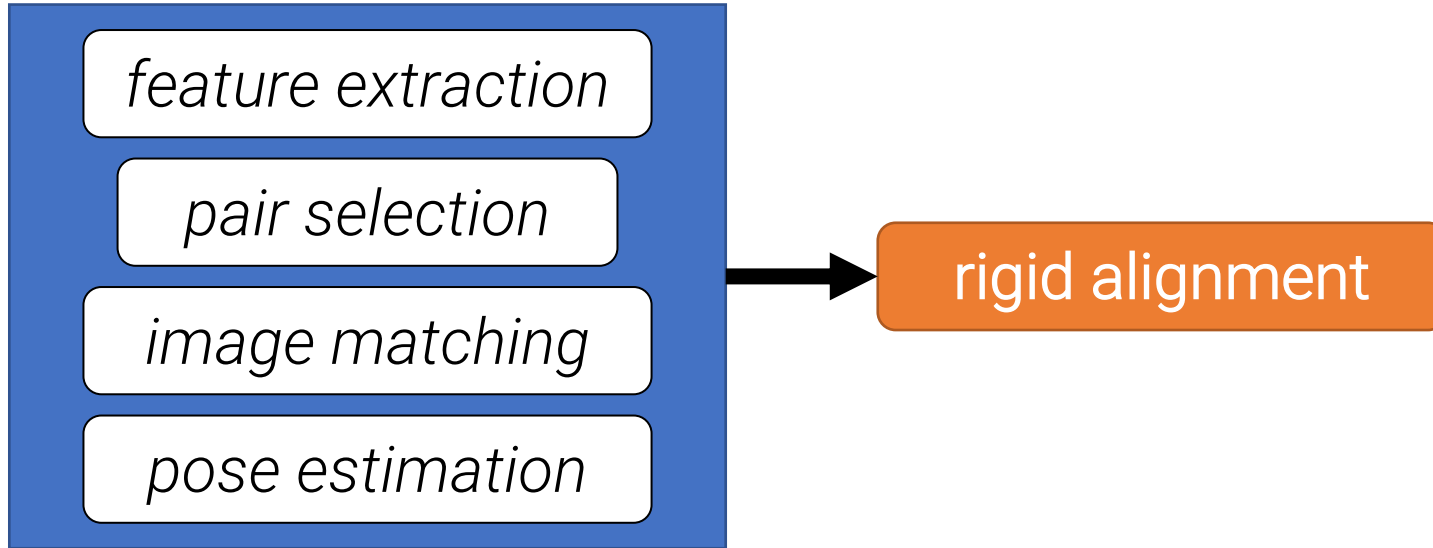 feature extraction
pair selection
image matching
pose estimation
rigid alignment